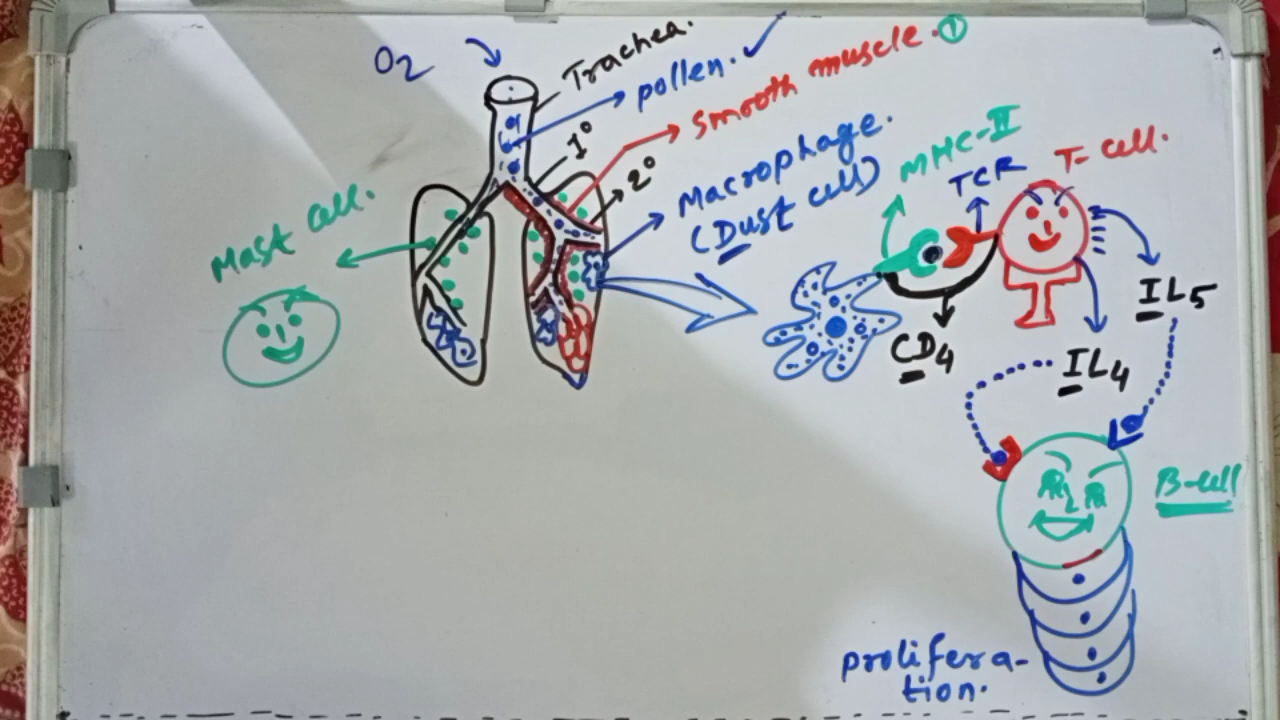 O2
Trachea.
pollen.
Smooth muscle. ①
1°
2°
Macrophage.
(Dust cell)
Mast cell.
MHC-II
TCR
T-cell.
CD4
IL5
IL4
B-cell
prolifera-
tion.